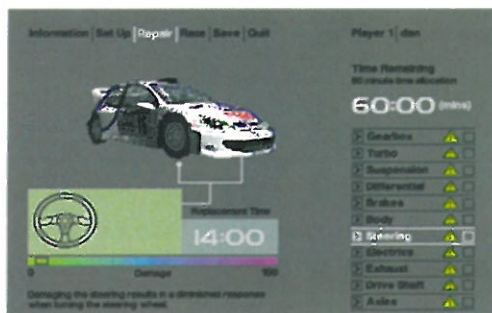 Information | Set Up | Repair | Race | Save | Quit
Player 1 | dan
Time Remaining
60 minute time allocation
60:00 (mins)
Gearbox
Turbo
Suspension
Differential
Brakes
Body
Steering
Electrics
Exhaust
Drive Shaft
Axles
Replacement Time
14:00
0 Damage 100
Damaging the steering results in a diminished response
when turning the steering wheel.